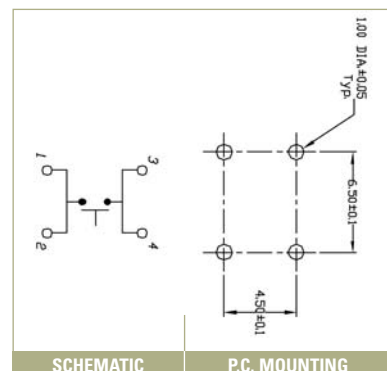 1.00 DIA.±0.05
Typ.
6.50±0.1
4.50±0.1
1
3
2
4
SCHEMATIC
P.C. MOUNTING